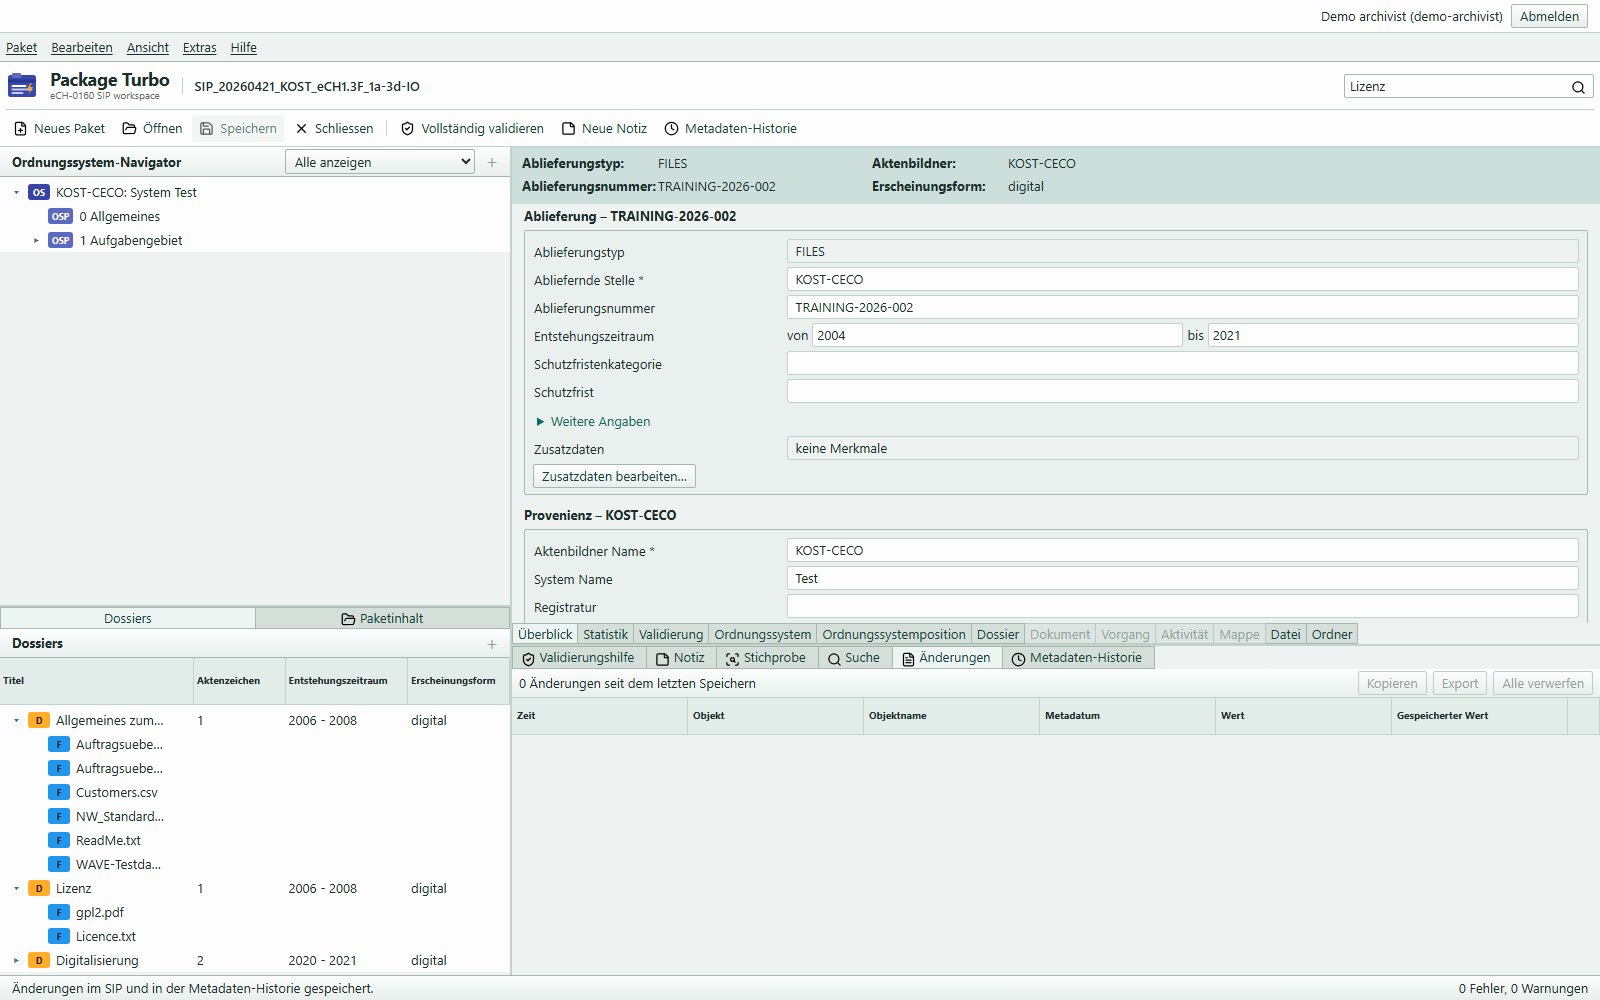 Demo archivist (demo-archivist) Abmelden
Paket Bearbeiten Ansicht Extras Hilfe
Package Turbo
eCH-0160 SIP workspace
SIP_20260421_KOST_eCH1.3F_1a-3d-IO
Lizenz
Neues Paket Öffnen Speichern Schliessen Vollständig validieren Neue Notiz Metadaten-Historie
Ordnungssystem-Navigator Alle anzeigen +
OS KOST-CECO: System Test
OSP 0 Allgemeines
OSP 1 Aufgabengebiet
Dossiers Paketinhalt
Dossiers +
Titel Aktenzeichen Entstehungszeitraum Erscheinungsform
D Allgemeines zum... 1 2006 - 2008 digital
F Auftragsuebe...
F Auftragsuebe...
F Customers.csv
F NW_Standard...
F ReadMe.txt
F WAVE-Testda...
D Lizenz 1 2006 - 2008 digital
F gpl2.pdf
F Licence.txt
D Digitalisierung 2 2020 - 2021 digital
Ablieferungstyp: FILES Aktenbildner: KOST-CECO
Ablieferungsnummer: TRAINING-2026-002 Erscheinungsform: digital
Ablieferung – TRAINING-2026-002
Ablieferungstyp FILES
Abliefernde Stelle * KOST-CECO
Ablieferungsnummer TRAINING-2026-002
Entstehungszeitraum von 2004 bis 2021
Schutzfristenkategorie
Schutzfrist
Weitere Angaben
Zusatzdaten keine Merkmale
Zusatzdaten bearbeiten...
Provenienz – KOST-CECO
Aktenbildner Name * KOST-CECO
System Name Test
Registratur
Überblick Statistik Validierung Ordnungssystem Ordnungssystemposition Dossier Dokument Vorgang Aktivität Mappe Datei Ordner
Validierungshilfe Notiz Stichprobe Suche Änderungen Metadaten-Historie
0 Änderungen seit dem letzten Speichern Kopieren Export Alle verwerfen
Zeit Objekt Objektname Metadatum Wert Gespeicherter Wert
Änderungen im SIP und in der Metadaten-Historie gespeichert. 0 Fehler, 0 Warnungen